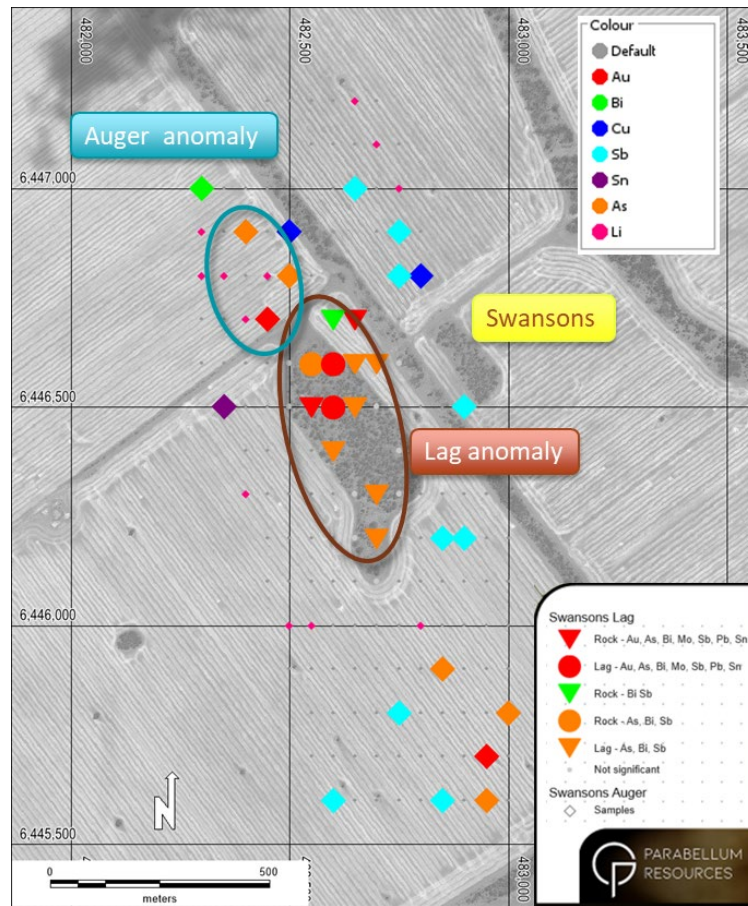 482,000
482,500
483,000
483,500
Colour
Default
Au
Bi
Cu
Sb
Sn
As
Li
Auger anomaly
6,447,000
Swansons
6,446,500
Lag anomaly
6,446,000
Swansons Lag
Rock - Au, As, Bi, Mo, Sb, Pb, Sn
Lag - Au, As, Bi, Mo, Sb, Pb, Sn
Rock - Bi Sb
Rock - As, Bi, Sb
Lag - As, Bi, Sb
Not significant
Swansons Auger
Samples
N
6,445,500
0 500
meters
483,000
PARABELLUM
RESOURCES